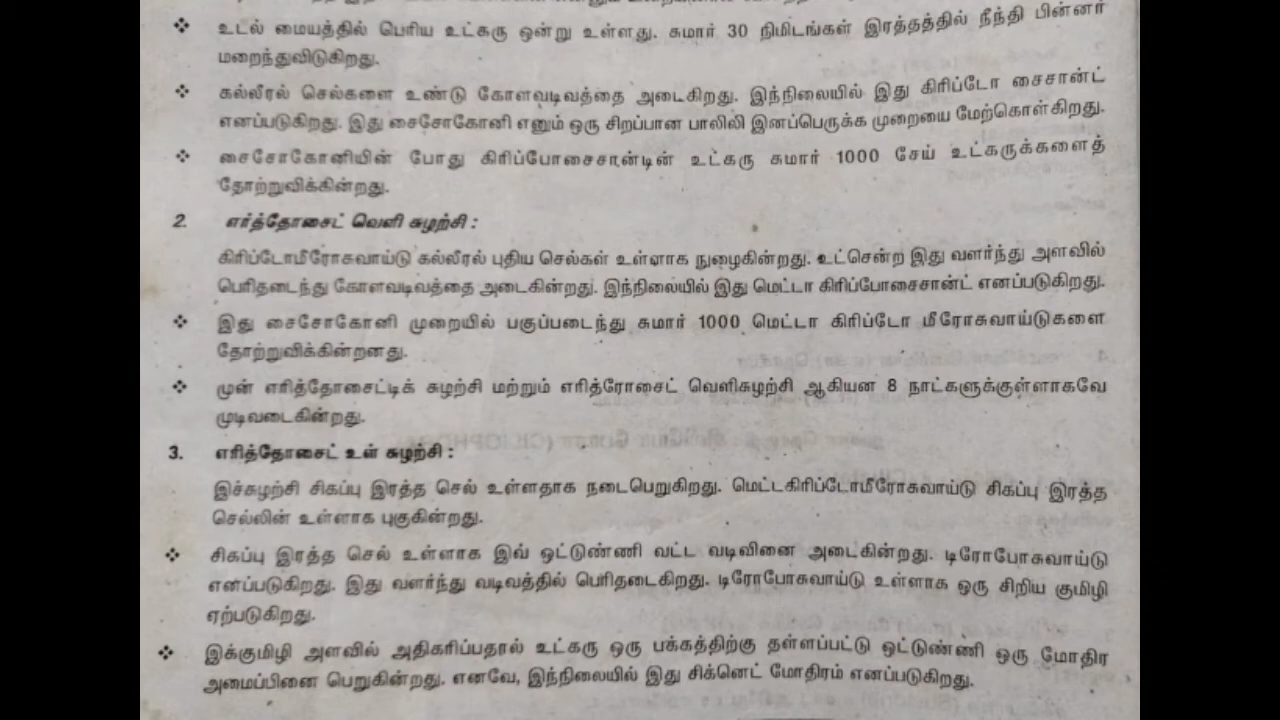 ❖ உடல் மையத்தில் பெரிய உட்கரு ஒன்று உள்ளது. சுமார் 30 நிமிடங்கள் இரத்தத்தில் நீந்தி பின்னர்
மறைந்துவிடுகிறது.
❖ கல்லீரல் செல்களை உண்டு கோளவடிவத்தை அடைகிறது. இந்நிலையில் இது கிரிப்டோ சைசான்ட்
எனப்படுகிறது. இது சைசோகோனி எனும் ஒரு சிறப்பான பாலிலி இனப்பெருக்க முறையை மேற்கொள்கிறது.
❖ சைசோகோனியின் போது கிரிப்போசைசான்டின் உட்கரு சுமார் 1000 சேய் உட்கருக்களைத்
தோற்றுவிக்கின்றது.
2. எர்த்தோசைட் வெளி சுழற்சி :
கிரிப்டோமீரோசுவாய்டு கல்லீரல் புதிய செல்கள் உள்ளாக நுழைகின்றது. உட்சென்ற இது வளர்ந்து அளவில்
பெரிதடைந்து கோளவடிவத்தை அடைகின்றது. இந்நிலையில் இது மெட்டா கிரிப்போசைசான்ட் எனப்படுகிறது.
❖ இது சைசோகோனி முறையில் பகுப்படைந்து சுமார் 1000 மெட்டா கிரிப்டோ மீரோசுவாய்டுகளை
தோற்றுவிக்கின்றனது.
❖ முன் எரித்தோசைட்டிக் சுழற்சி மற்றும் எரித்ரோசைட் வெளிசுழற்சி ஆகியன 8 நாட்களுக்குள்ளாகவே
முடிவடைகின்றது.
3. எரித்தோசைட் உள் சுழற்சி :
இச்சுழற்சி சிகப்பு இரத்த செல் உள்ளதாக நடைபெறுகிறது. மெட்டகிரிப்டோமீரோசுவாய்டு சிகப்பு இரத்த
செல்லின் உள்ளாக புகுகின்றது.
❖ சிகப்பு இரத்த செல் உள்ளாக இவ் ஒட்டுண்ணி வட்ட வடிவினை அடைகின்றது. டிரோபோசுவாய்டு
எனப்படுகிறது. இது வளர்ந்து வடிவத்தில் பெரிதடைகிறது. டிரோபோசுவாய்டு உள்ளாக ஒரு சிறிய குமிழி
ஏற்படுகிறது.
❖ இக்குமிழி அளவில் அதிகரிப்பதால் உட்கரு ஒரு பக்கத்திற்கு தள்ளப்பட்டு ஒட்டுண்ணி ஒரு மோதிர
அமைப்பினை பெறுகின்றது. எனவே, இந்நிலையில் இது சிக்னெட் மோதிரம் எனப்படுகிறது.